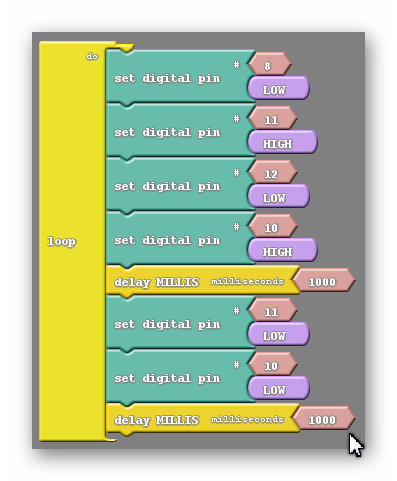 do
# 8
set digital pin
LOW
# 11
set digital pin
HIGH
# 12
set digital pin
LOW
# 10
set digital pin
HIGH
loop
delay MILLIS milliseconds 1000
# 11
set digital pin
LOW
# 10
set digital pin
LOW
delay MILLIS milliseconds 1000